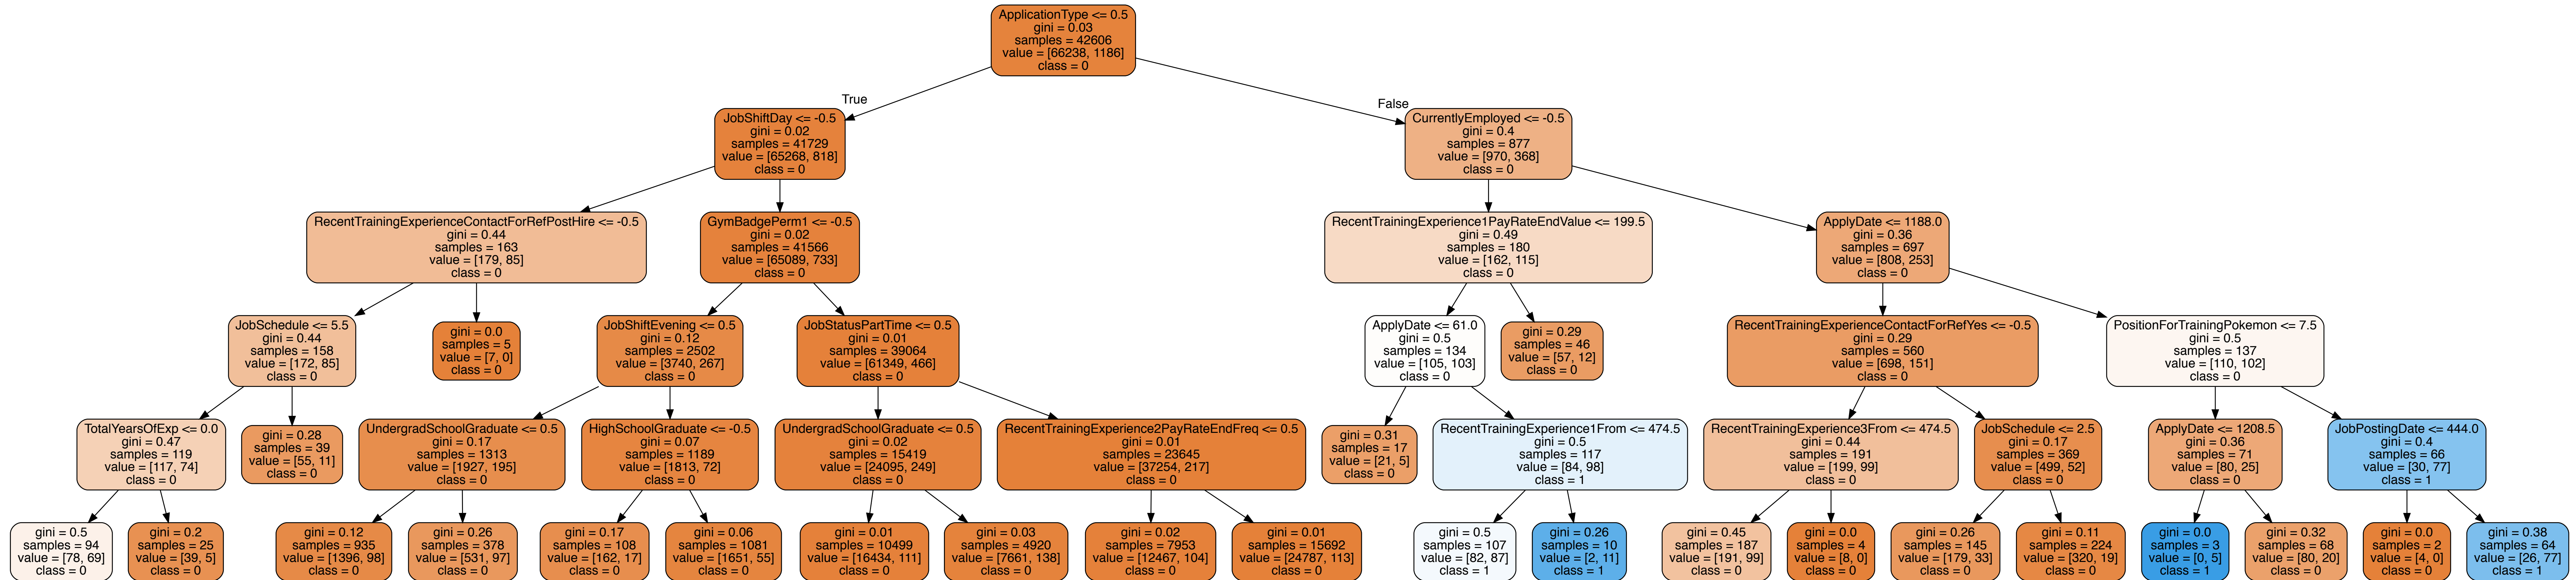 ApplicationType <= 0.5
gini = 0.03
samples = 42606
value = [66238, 1186]
class = 0
True
False
JobShiftDay <= -0.5
gini = 0.02
samples = 41729
value = [65268, 818]
class = 0
CurrentlyEmployed <= -0.5
gini = 0.4
samples = 877
value = [970, 368]
class = 0
RecentTrainingExperienceContactForRefPostHire <= -0.5
gini = 0.44
samples = 163
value = [179, 85]
class = 0
GymBadgePerm1 <= -0.5
gini = 0.02
samples = 41566
value = [65089, 733]
class = 0
RecentTrainingExperience1PayRateEndValue <= 199.5
gini = 0.49
samples = 180
value = [162, 115]
class = 0
ApplyDate <= 1188.0
gini = 0.36
samples = 697
value = [808, 253]
class = 0
JobSchedule <= 5.5
gini = 0.44
samples = 158
value = [172, 85]
class = 0
gini = 0.0
samples = 5
value = [7, 0]
class = 0
JobShiftEvening <= 0.5
gini = 0.12
samples = 2502
value = [3740, 267]
class = 0
JobStatusPartTime <= 0.5
gini = 0.01
samples = 39064
value = [61349, 466]
class = 0
ApplyDate <= 61.0
gini = 0.5
samples = 134
value = [105, 103]
class = 0
gini = 0.29
samples = 46
value = [57, 12]
class = 0
RecentTrainingExperienceContactForRefYes <= -0.5
gini = 0.29
samples = 560
value = [698, 151]
class = 0
PositionForTrainingPokemon <= 7.5
gini = 0.5
samples = 137
value = [110, 102]
class = 0
TotalYearsOfExp <= 0.0
gini = 0.47
samples = 119
value = [117, 74]
class = 0
gini = 0.28
samples = 39
value = [55, 11]
class = 0
UndergradSchoolGraduate <= 0.5
gini = 0.17
samples = 1313
value = [1927, 195]
class = 0
HighSchoolGraduate <= -0.5
gini = 0.07
samples = 1189
value = [1813, 72]
class = 0
UndergradSchoolGraduate <= 0.5
gini = 0.02
samples = 15419
value = [24095, 249]
class = 0
RecentTrainingExperience2PayRateEndFreq <= 0.5
gini = 0.01
samples = 23645
value = [37254, 217]
class = 0
gini = 0.31
samples = 17
value = [21, 5]
class = 0
RecentTrainingExperience1From <= 474.5
gini = 0.5
samples = 117
value = [84, 98]
class = 1
RecentTrainingExperience3From <= 474.5
gini = 0.44
samples = 191
value = [199, 99]
class = 0
JobSchedule <= 2.5
gini = 0.17
samples = 369
value = [499, 52]
class = 0
ApplyDate <= 1208.5
gini = 0.36
samples = 71
value = [80, 25]
class = 0
JobPostingDate <= 444.0
gini = 0.4
samples = 66
value = [30, 77]
class = 1
gini = 0.5
samples = 94
value = [78, 69]
class = 0
gini = 0.2
samples = 25
value = [39, 5]
class = 0
gini = 0.12
samples = 935
value = [1396, 98]
class = 0
gini = 0.26
samples = 378
value = [531, 97]
class = 0
gini = 0.17
samples = 108
value = [162, 17]
class = 0
gini = 0.06
samples = 1081
value = [1651, 55]
class = 0
gini = 0.01
samples = 10499
value = [16434, 111]
class = 0
gini = 0.03
samples = 4920
value = [7661, 138]
class = 0
gini = 0.02
samples = 7953
value = [12467, 104]
class = 0
gini = 0.01
samples = 15692
value = [24787, 113]
class = 0
gini = 0.5
samples = 107
value = [82, 87]
class = 1
gini = 0.26
samples = 10
value = [2, 11]
class = 1
gini = 0.45
samples = 187
value = [191, 99]
class = 0
gini = 0.0
samples = 4
value = [8, 0]
class = 0
gini = 0.26
samples = 145
value = [179, 33]
class = 0
gini = 0.11
samples = 224
value = [320, 19]
class = 0
gini = 0.0
samples = 3
value = [0, 5]
class = 1
gini = 0.32
samples = 68
value = [80, 20]
class = 0
gini = 0.0
samples = 2
value = [4, 0]
class = 0
gini = 0.38
samples = 64
value = [26, 77]
class = 1